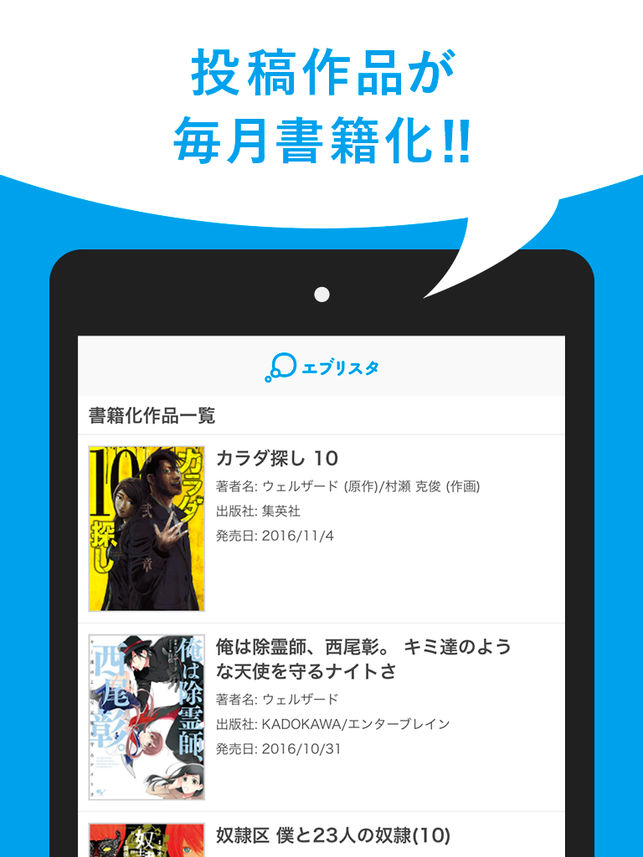 投稿作品が
毎月書籍化!!
エブリスタ
書籍化作品一覧
10
カラダ探し
弐章
カラダ探し 10
著者名: ウェルザード (原作)/村瀬 克俊 (作画)
出版社: 集英社
発売日: 2016/11/4
俺は除霊師、
西尾彰。
俺は除霊師、西尾彰。 キミ達のよう
な天使を守るナイトさ
著者名: ウェルザード
出版社: KADOKAWA/エンターブレイン
発売日: 2016/10/31
奴隷
奴隷区 僕と23人の奴隷(10)